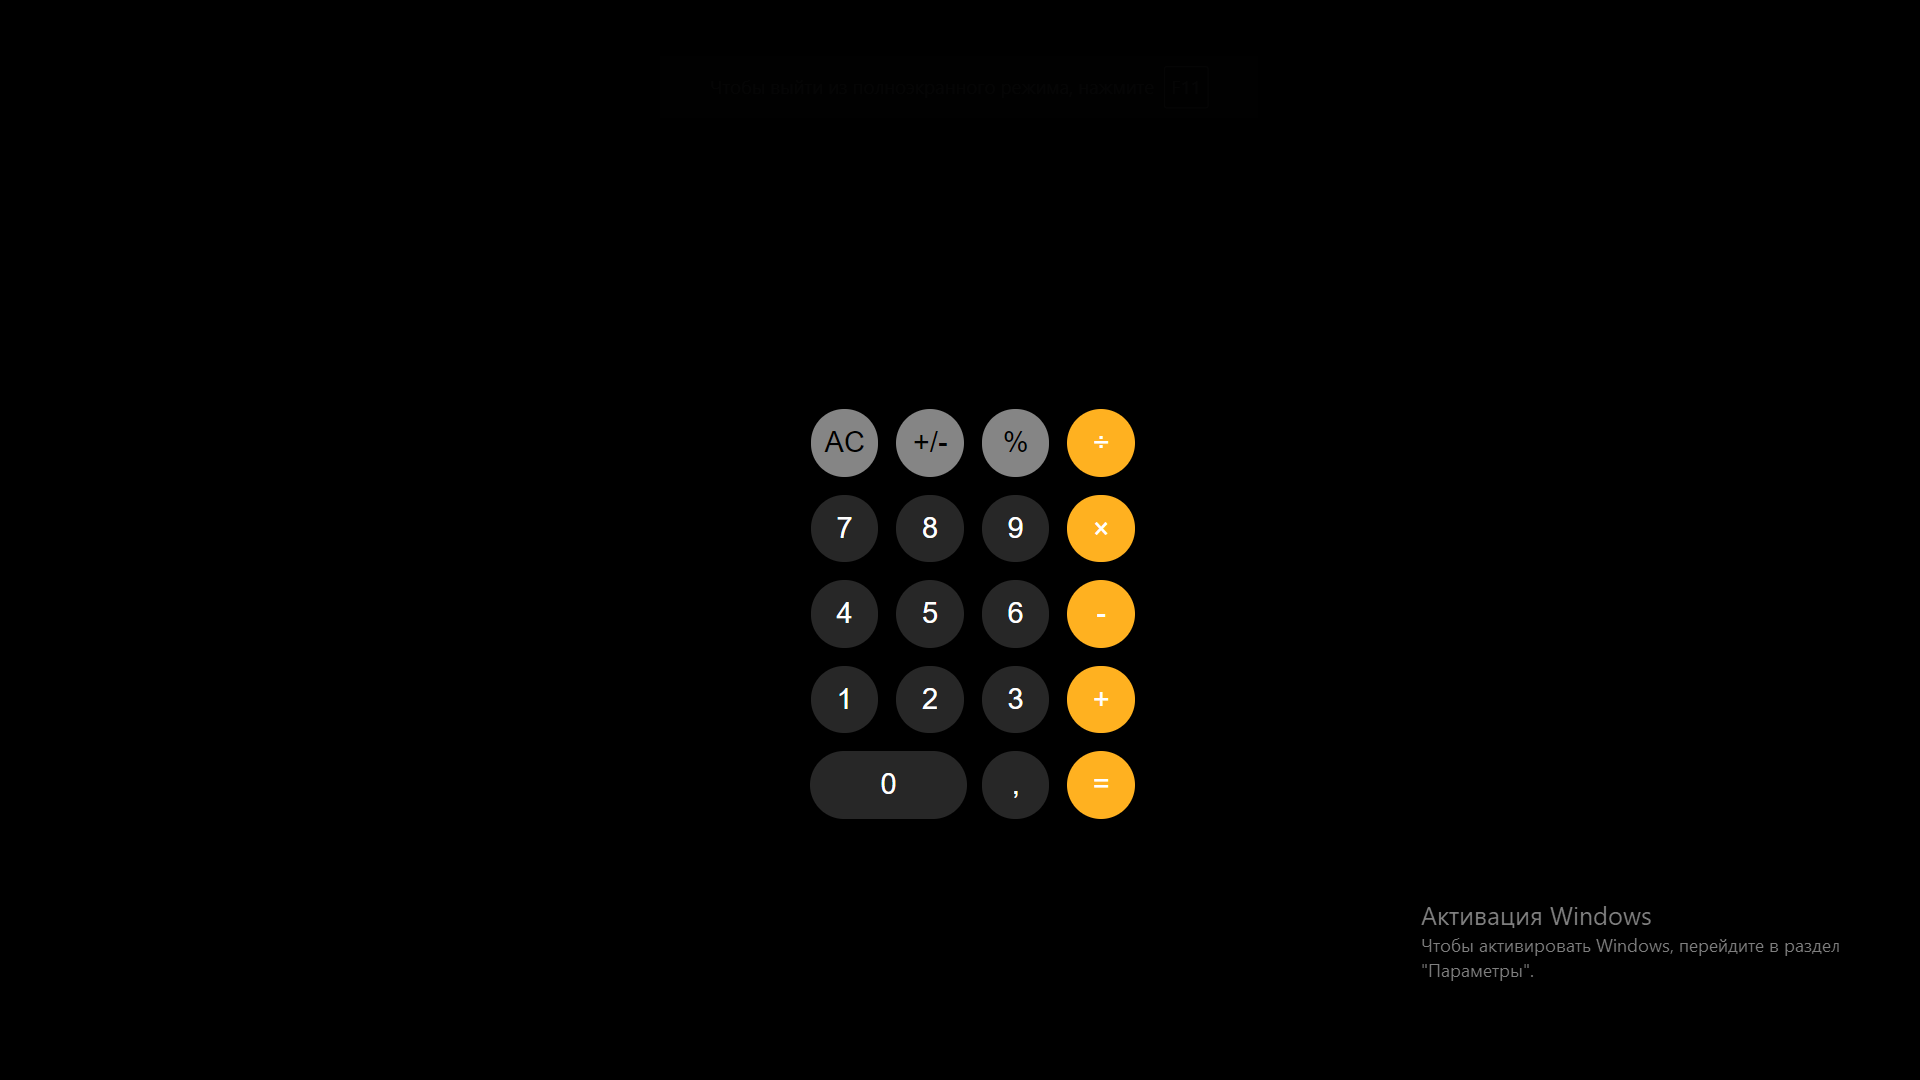 Чтобы выйти из полноэкранного режима, нажмите F11
AC +/- % ÷
7 8 9 ×
4 5 6 -
1 2 3 +
0 , =
Активация Windows
Чтобы активировать Windows, перейдите в раздел
"Параметры".